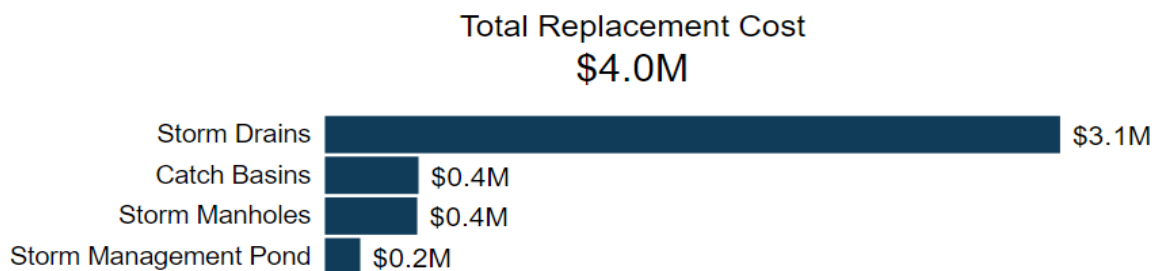 Total Replacement Cost
$4.0M
Storm Drains $3.1M
Catch Basins $0.4M
Storm Manholes $0.4M
Storm Management Pond $0.2M